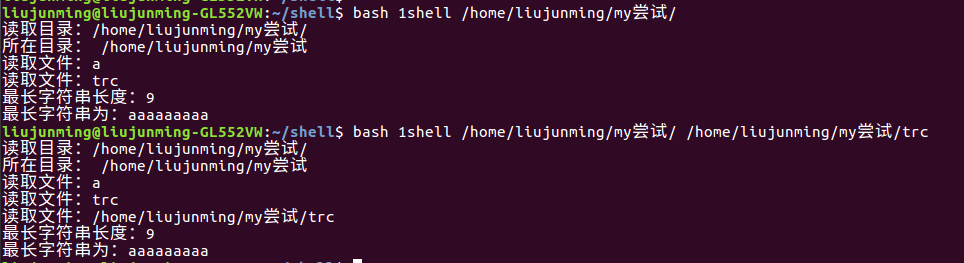 liujunming@liujunming-GL552VW:~/shell$ bash 1shell /home/liujunming/my尝试/
读取目录：/home/liujunming/my尝试/
所在目录： /home/liujunming/my尝试
读取文件：a
读取文件：trc
最长字符串长度：9
最长字符串为：aaaaaaaaa
liujunming@liujunming-GL552VW:~/shell$ bash 1shell /home/liujunming/my尝试/ /home/liujunming/my尝试/trc
读取目录：/home/liujunming/my尝试/
所在目录： /home/liujunming/my尝试
读取文件：a
读取文件：trc
读取文件：/home/liujunming/my尝试/trc
最长字符串长度：9
最长字符串为：aaaaaaaaa